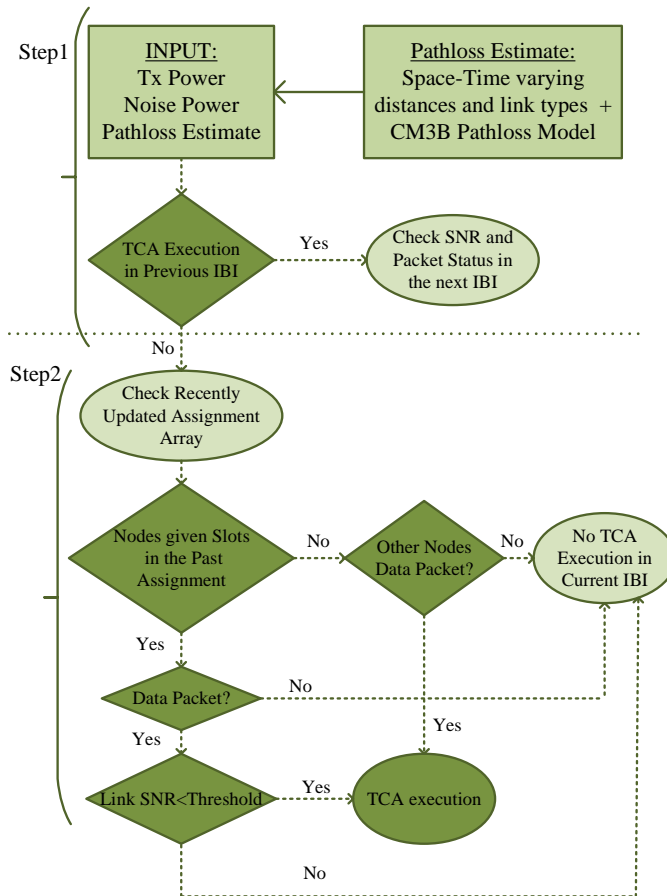 Step1
INPUT:
Tx Power
Noise Power
Pathloss Estimate
Pathloss Estimate:
Space-Time varying
distances and link types +
CM3B Pathloss Model
TCA Execution
in Previous IBI
Yes
Check SNR and
Packet Status in
the next IBI
No
Step2
Check Recently
Updated Assignment
Array
Nodes given Slots
in the Past
Assignment
No
Other Nodes
Data Packet?
No
No TCA
Execution in
Current IBI
Yes
Data Packet?
No
Yes
Yes
Link SNR<Threshold
Yes
TCA execution
No